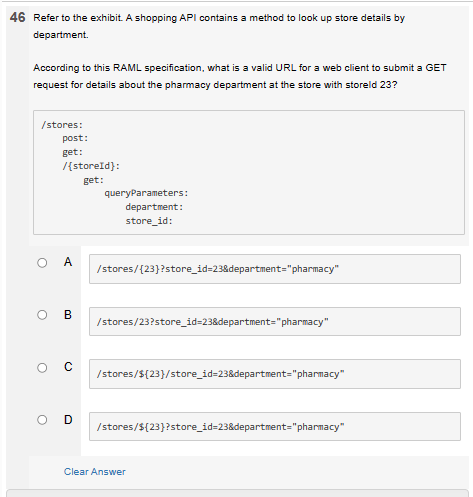 46 Refer to the exhibit. A shopping API contains a method to look up store details by
department.
According to this RAML specification, what is a valid URL for a web client to submit a GET
request for details about the pharmacy department at the store with storeId 23?
/stores:
post:
get:
/{storeId}:
get:
queryParameters:
department:
store_id:
A /stores/{23}?store_id=23&department="pharmacy"
B /stores/23?store_id=23&department="pharmacy"
C /stores/${23}/store_id=23&department="pharmacy"
D /stores/${23}?store_id=23&department="pharmacy"
Clear Answer